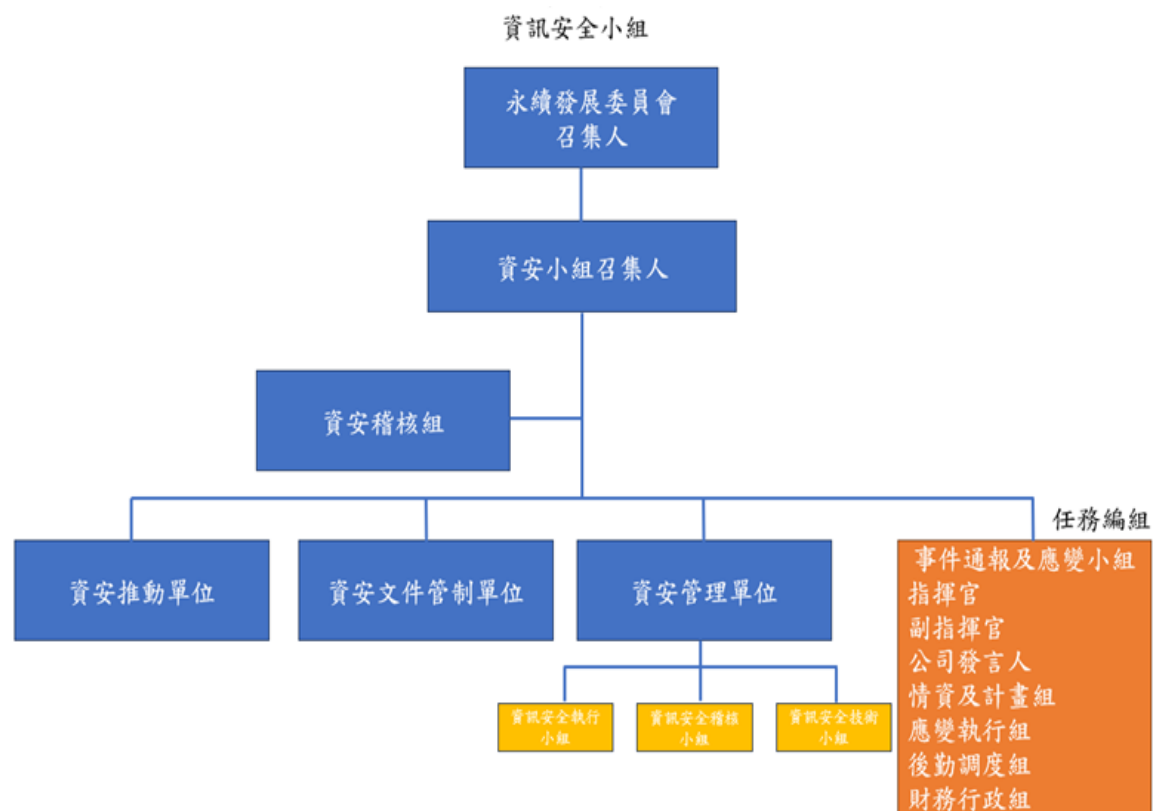 資訊安全小組
永續發展委員會
召集人
資安小組召集人
資安稽核組
資安推動單位
資安文件管制單位
資安管理單位
資訊安全執行
小組
資訊安全稽核
小組
資訊安全技術
小組
任務編組
事件通報及應變小組
指揮官
副指揮官
公司發言人
情資及計畫組
應變執行組
後勤調度組
財務行政組